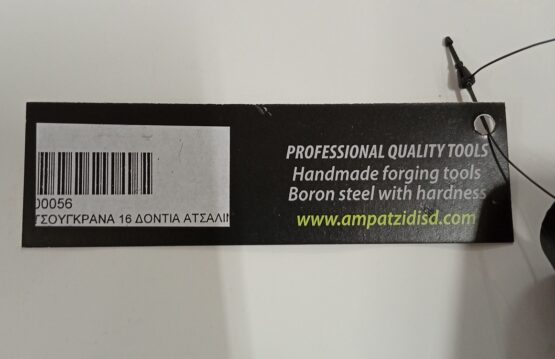 00056
ΤΣΟΥΓΚΡΑΝΑ 16 ΔΟΝΤΙΑ ΑΤΣΑΛΙΝ
PROFESSIONAL QUALITY TOOLS
Handmade forging tools
Boron steel with hardness
www.ampatzidisd.com